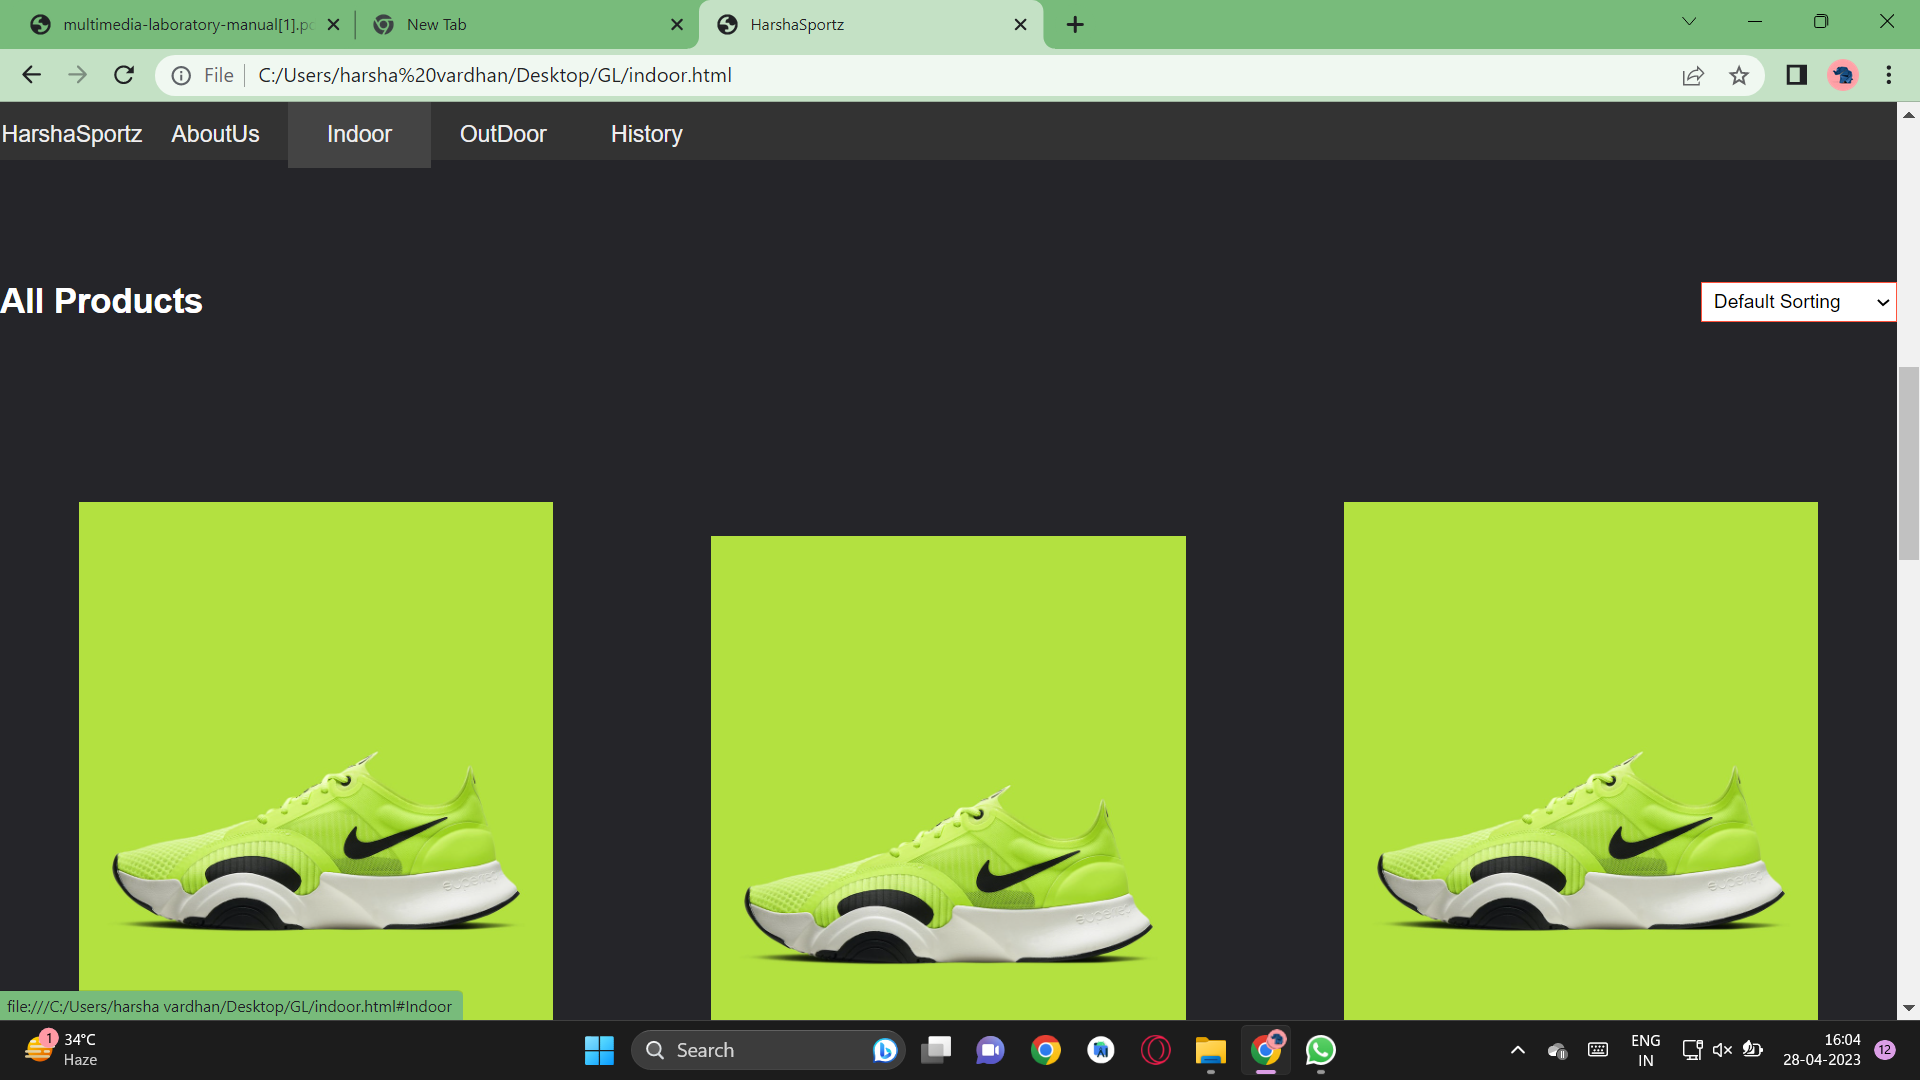 multimedia-laboratory-manual[1].pc
New Tab
HarshaSportz
File
C:/Users/harsha%20vardhan/Desktop/GL/indoor.html
HarshaSportz
AboutUs
Indoor
OutDoor
History
All Products
Default Sorting
file:///C:/Users/harsha vardhan/Desktop/GL/indoor.html#Indoor
1
34°C
Haze
Search
ENG
IN
16:04
28-04-2023
12